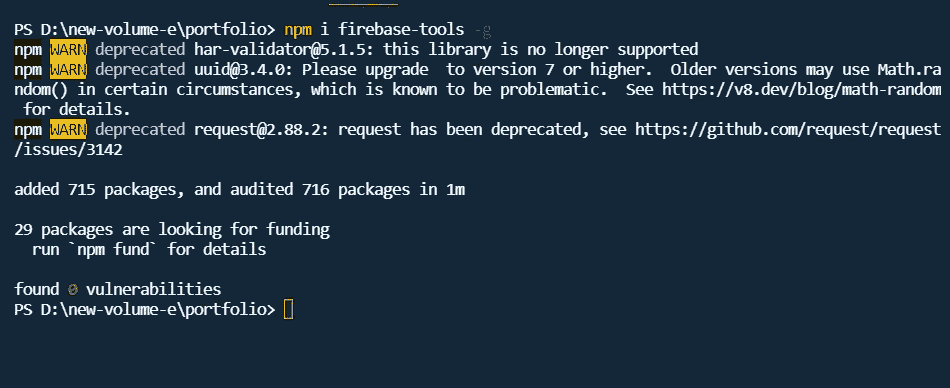 PS D:\new-volume-e\portfolio> npm i firebase-tools -g
npm WARN deprecated har-validator@5.1.5: this library is no longer supported
npm WARN deprecated uuid@3.4.0: Please upgrade  to version 7 or higher.  Older versions may use Math.ra
ndom() in certain circumstances, which is known to be problematic.  See https://v8.dev/blog/math-random
 for details.
npm WARN deprecated request@2.88.2: request has been deprecated, see https://github.com/request/request
/issues/3142
added 715 packages, and audited 716 packages in 1m
29 packages are looking for funding
  run `npm fund` for details
found 0 vulnerabilities
PS D:\new-volume-e\portfolio>